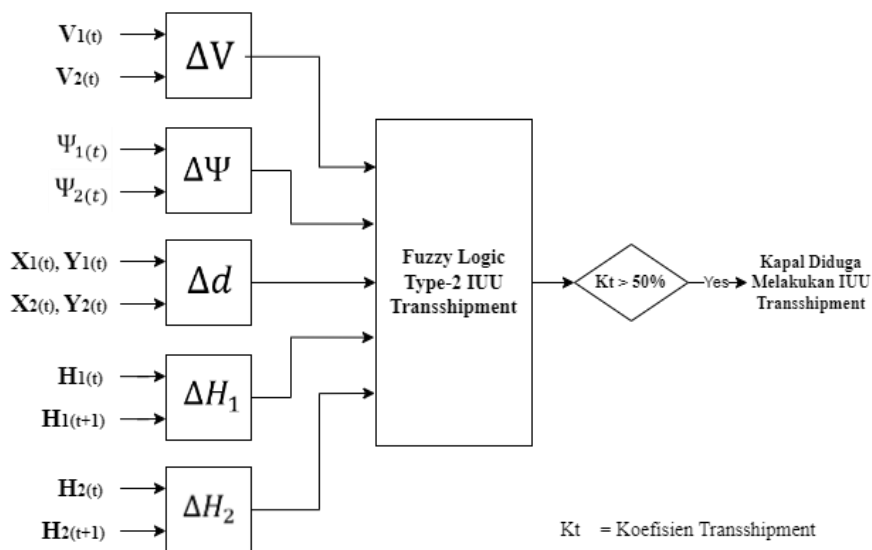 V1(t)
V2(t)
ΔV
Ψ1(t)
Ψ2(t)
ΔΨ
X1(t), Y1(t)
X2(t), Y2(t)
Δd
H1(t)
H1(t+1)
ΔH1
H2(t)
H2(t+1)
ΔH2
Fuzzy Logic
Type-2 IUU
Transshipment
Kt > 50%
Yes
Kapal Diduga
Melakukan IUU
Transshipment
Kt = Koefisien Transshipment